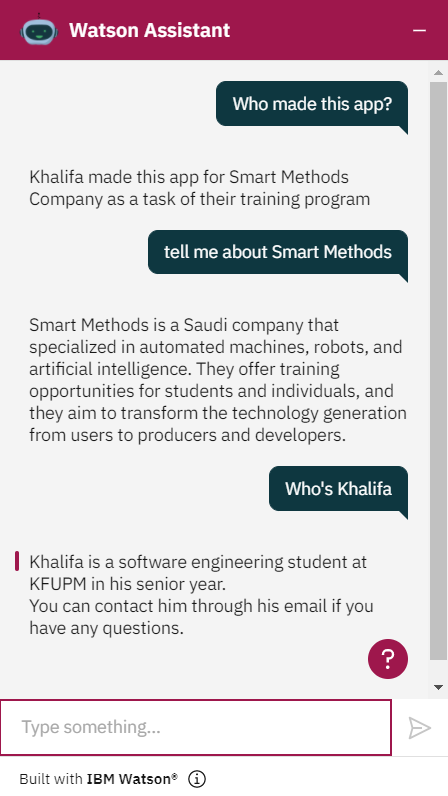 Watson Assistant
Who made this app?
Khalifa made this app for Smart Methods
Company as a task of their training program
tell me about Smart Methods
Smart Methods is a Saudi company that
specialized in automated machines, robots, and
artificial intelligence. They offer training
opportunities for students and individuals, and
they aim to transform the technology generation
from users to producers and developers.
Who's Khalifa
Khalifa is a software engineering student at
KFUPM in his senior year.
You can contact him through his email if you
have any questions.
?
Type something...
Built with IBM Watson®